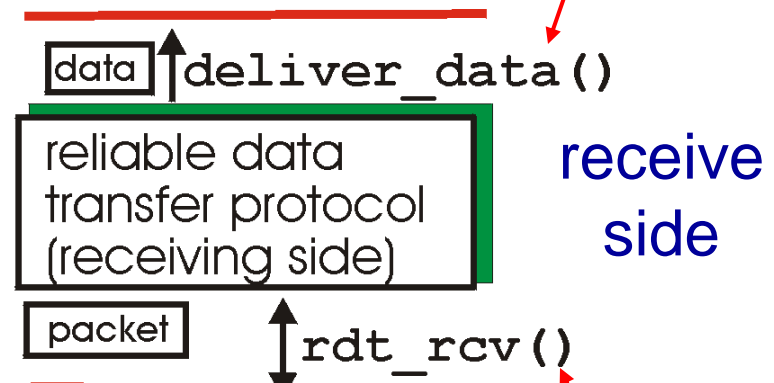 data deliver_data()
reliable data
transfer protocol
(receiving side)
receive
side
packet rdt_rcv()